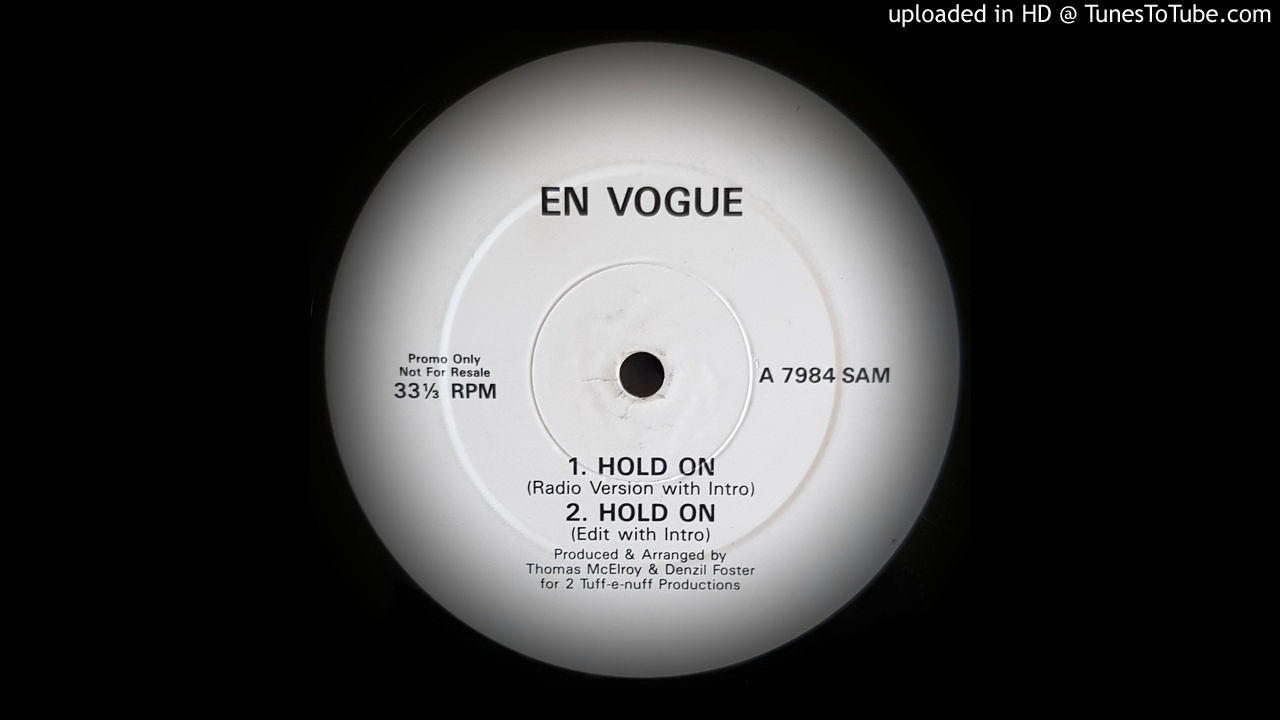 uploaded in HD @ TunesToTube.com
EN VOGUE
Promo Only
Not For Resale
33⅓ RPM
A 7984 SAM
1. HOLD ON
(Radio Version with Intro)
2. HOLD ON
(Edit with Intro)
Produced & Arranged by
Thomas McElroy & Denzil Foster
for 2 Tuff-e-nuff Productions